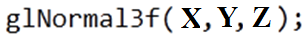 glNormal3f( X, Y, Z );